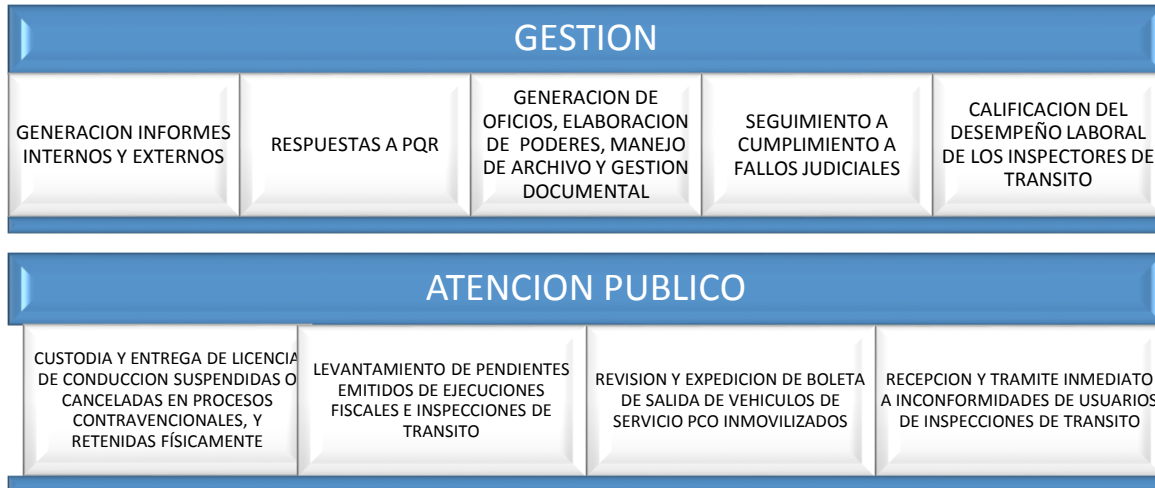 GESTION
GENERACION INFORMES
INTERNOS Y EXTERNOS
RESPUESTAS A PQR
GENERACION DE
OFICIOS, ELABORACION
DE PODERES, MANEJO
DE ARCHIVO Y GESTION
DOCUMENTAL
SEGUIMIENTO A
CUMPLIMIENTO A
FALLOS JUDICIALES
CALIFICACION DEL
DESEMPEÑO LABORAL
DE LOS INSPECTORES DE
TRANSITO
ATENCION PUBLICO
CUSTODIA Y ENTREGA DE LICENCIA
DE CONDUCCION SUSPENDIDAS O
CANCELADAS EN PROCESOS
CONTRAVENCIONALES, Y
RETENIDAS FÍSICAMENTE
LEVANTAMIENTO DE PENDIENTES
EMITIDOS DE EJECUCIONES
FISCALES E INSPECCIONES DE
TRANSITO
REVISION Y EXPEDICION DE BOLETA
DE SALIDA DE VEHICULOS DE
SERVICIO PCO INMOVILIZADOS
RECEPCION Y TRAMITE INMEDIATO
A INCONFORMIDADES DE USUARIOS
DE INSPECCIONES DE TRANSITO